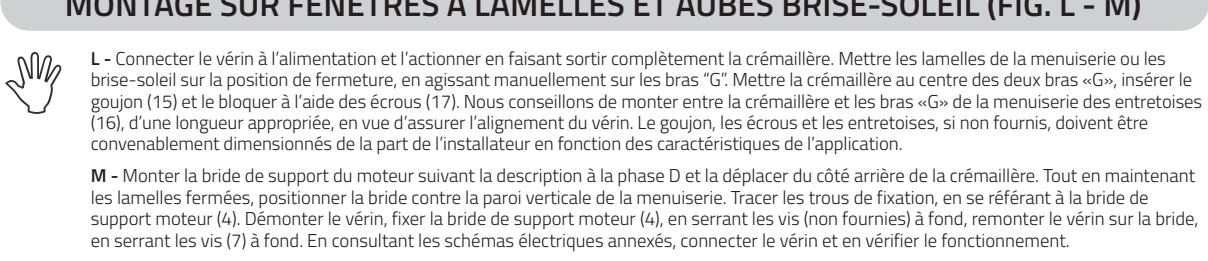 MONTAGE SUR FENÊTRES À LAMELLES ET AUBES BRISE-SOLEIL (FIG. L - M)
L - Connecter le vérin à l'alimentation et l'actionner en faisant sortir complètement la crémaillère. Mettre les lamelles de la menuiserie ou les
brise-soleil sur la position de fermeture, en agissant manuellement sur les bras "G". Mettre la crémaillère au centre des deux bras «G», insérer le
goujon (15) et le bloquer à l'aide des écrous (17). Nous conseillons de monter entre la crémaillère et les bras «G» de la menuiserie des entretoises
(16), d'une longueur appropriée, en vue d'assurer l'alignement du vérin. Le goujon, les écrous et les entretoises, si non fournis, doivent être
convenablement dimensionnés de la part de l'installateur en fonction des caractéristiques de l'application.
M - Monter la bride de support du moteur suivant la description à la phase D et la déplacer du côté arrière de la crémaillère. Tout en maintenant
les lamelles fermées, positionner la bride contre la paroi verticale de la menuiserie. Tracer les trous de fixation, en se référant à la bride de
support moteur (4). Démonter le vérin, fixer la bride de support moteur (4), en serrant les vis (non fournies) à fond, remonter le vérin sur la bride,
en serrant les vis (7) à fond. En consultant les schémas électriques annexés, connecter le vérin et en vérifier le fonctionnement.